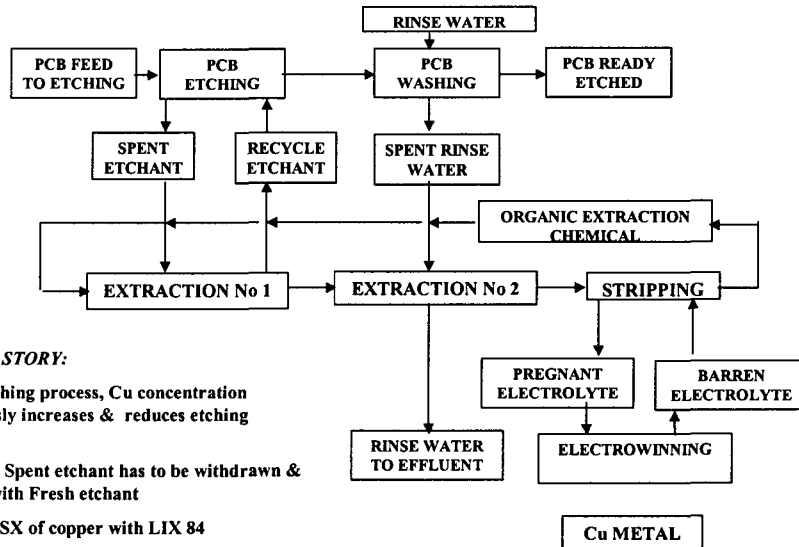 RINSE WATER
PCB FEED
TO ETCHING
PCB
ETCHING
PCB
WASHING
PCB READY
ETCHED
SPENT
ETCHANT
RECYCLE
ETCHANT
SPENT RINSE
WATER
ORGANIC EXTRACTION
CHEMICAL
EXTRACTION No 1
EXTRACTION No 2
STRIPPING
PREGNANT
ELECTROLYTE
BARREN
ELECTROLYTE
RINSE WATER
TO EFFLUENT
ELECTROWINNING
Cu METAL
STORY:
ching process, Cu concentration
sly increases & reduces etching
Spent etchant has to be withdrawn &
with Fresh etchant
SX of copper with LIX 84